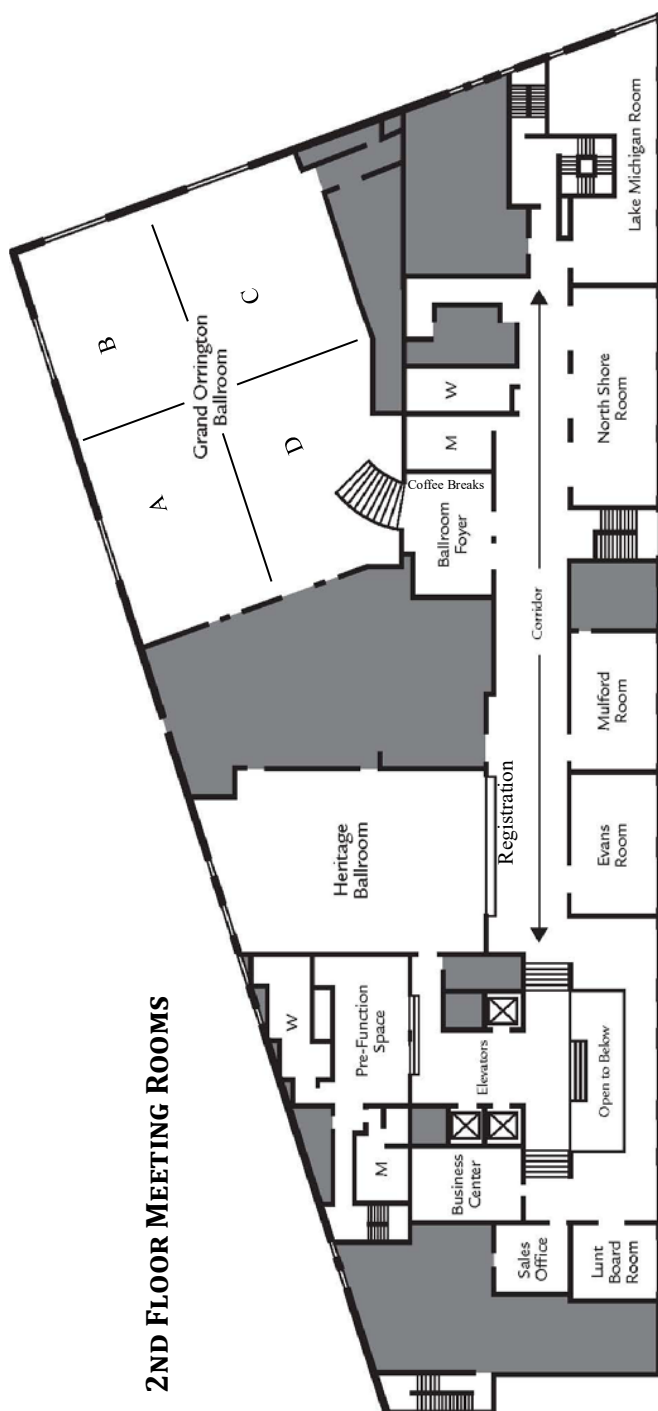 2ND FLOOR MEETING ROOMS
A
B
Grand Orrington
Ballroom
D
C
W
Heritage
Ballroom
Pre-Function
Space
M
Coffee Breaks
Ballroom
Foyer
M
W
Business
Center
Elevators
Registration
Corridor
Sales
Office
Lunt
Board
Room
Open to Below
Evans
Room
Mulford
Room
North Shore
Room
Lake Michigan Room